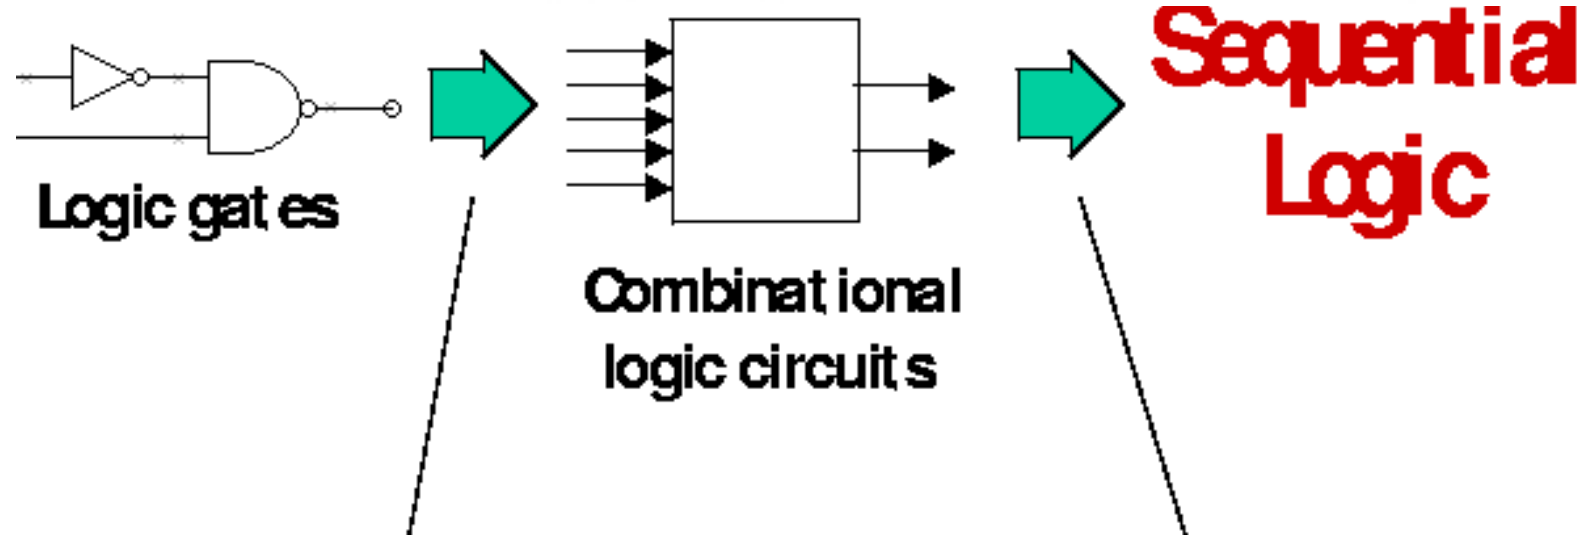 Logic gates
Combinational
logic circuits
Sequential
Logic